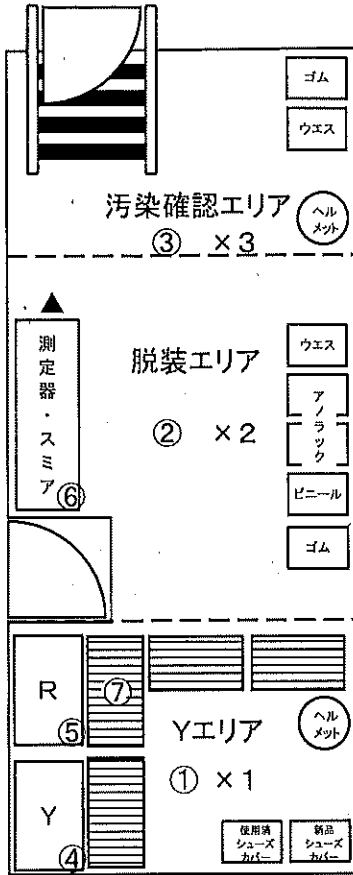 ゴム
ウエス
汚染確認エリア
ヘル
メット
③ ×3
測定器・スミア
⑥
脱装エリア
② ×2
ウエス
アノラック
ビニール
ゴム
R
⑤
⑦
Yエリア
ヘル
メット
① ×1
Y
④
使用済
シューズ
カバー
新品
シューズ
カバー